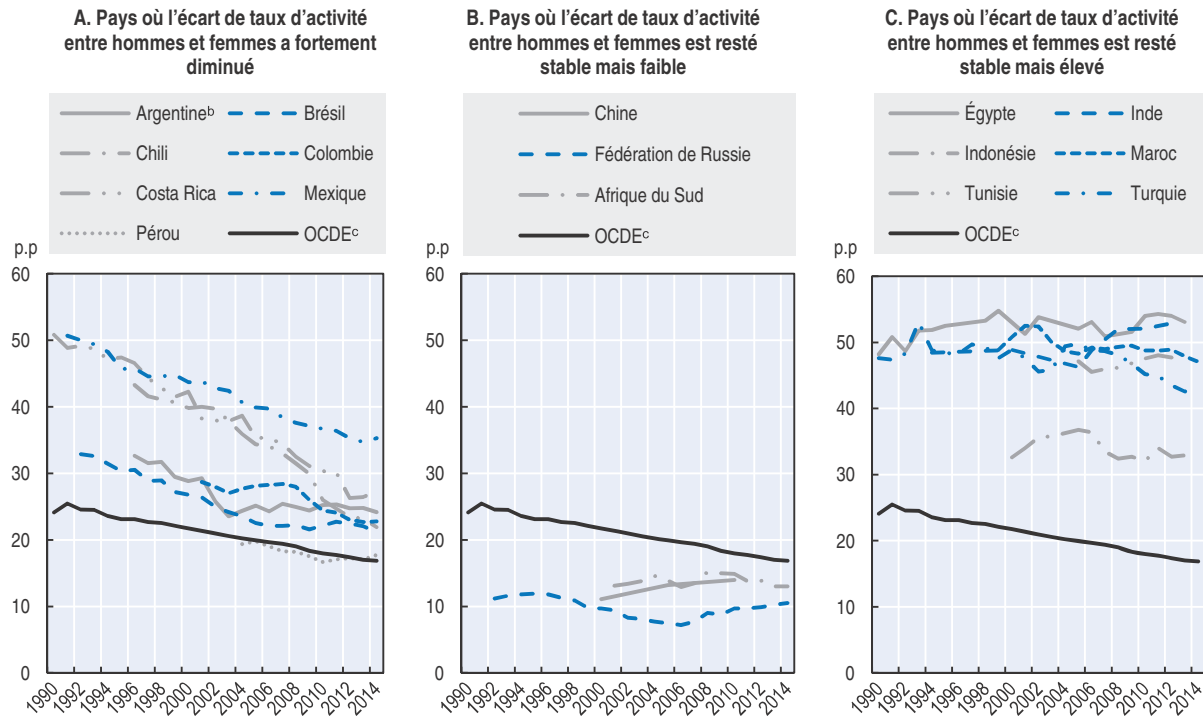 A. Pays où l'écart de taux d'activité
entre hommes et femmes a fortement
diminué
Argentineᵇ
Brésil
Chili
Colombie
Costa Rica
Mexique
Pérou
OCDEᶜ
p.p
60
50
40
30
20
10
0
1990
1992
1994
1996
1998
2000
2002
2004
2006
2008
2010
2012
2014
B. Pays où l'écart de taux d'activité
entre hommes et femmes est resté
stable mais faible
Chine
Fédération de Russie
Afrique du Sud
OCDEᶜ
p.p
60
50
40
30
20
10
0
1990
1992
1994
1996
1998
2000
2002
2004
2006
2008
2010
2012
2014
C. Pays où l'écart de taux d'activité
entre hommes et femmes est resté
stable mais élevé
Égypte
Inde
Indonésie
Maroc
Tunisie
Turquie
OCDEᶜ
p.p
60
50
40
30
20
10
0
1990
1992
1994
1996
1998
2000
2002
2004
2006
2008
2010
2012
2014